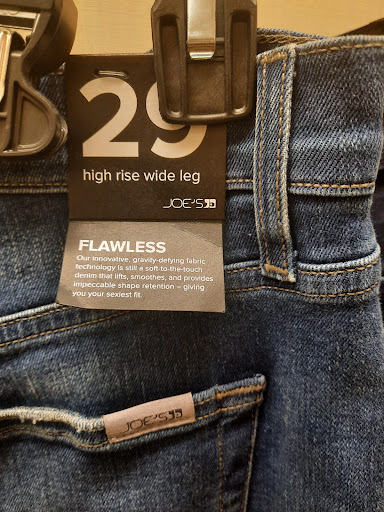 29
high rise wide leg
JOE'S
FLAWLESS
Our innovative, gravity-defying fabric
technology is still a soft-to-the-touch
denim that lifts, smoothes, and provides
impeccable shape retention – giving
you your sexiest fit.
JOE'S